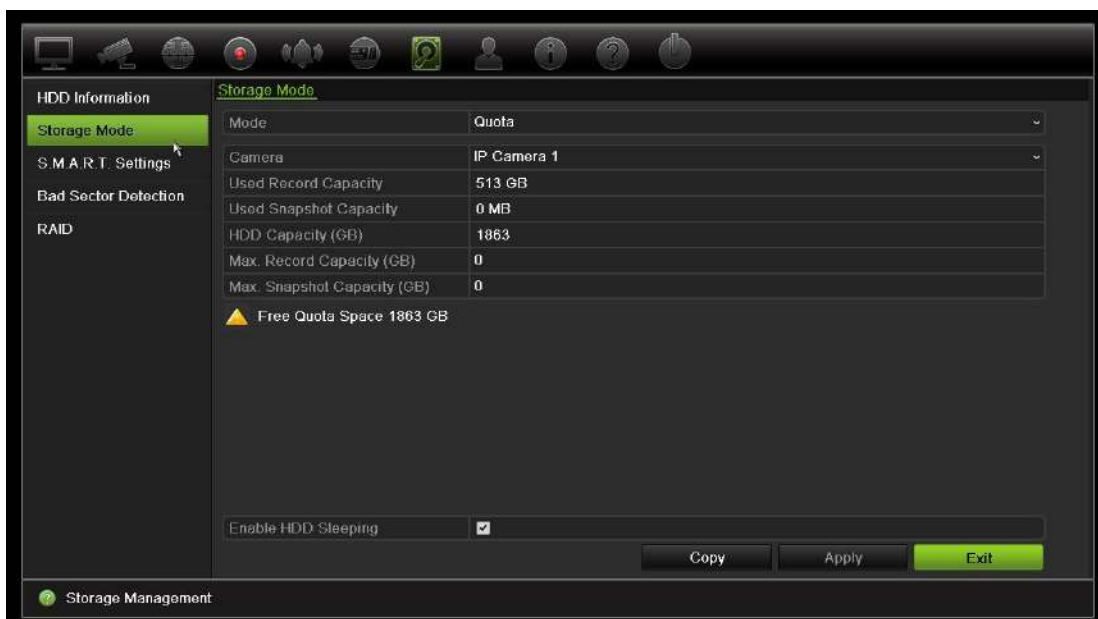 HDD Information
Storage Mode
S.M.A.R.T. Settings
Bad Sector Detection
RAID
Storage Mode
Mode Quota
Camera IP Camera 1
Used Record Capacity 513 GB
Used Snapshot Capacity 0 MB
HDD Capacity (GB) 1863
Max. Record Capacity (GB) 0
Max. Snapshot Capacity (GB) 0
Free Quota Space 1863 GB
Enable HDD Sleeping
Copy Apply Exit
Storage Management